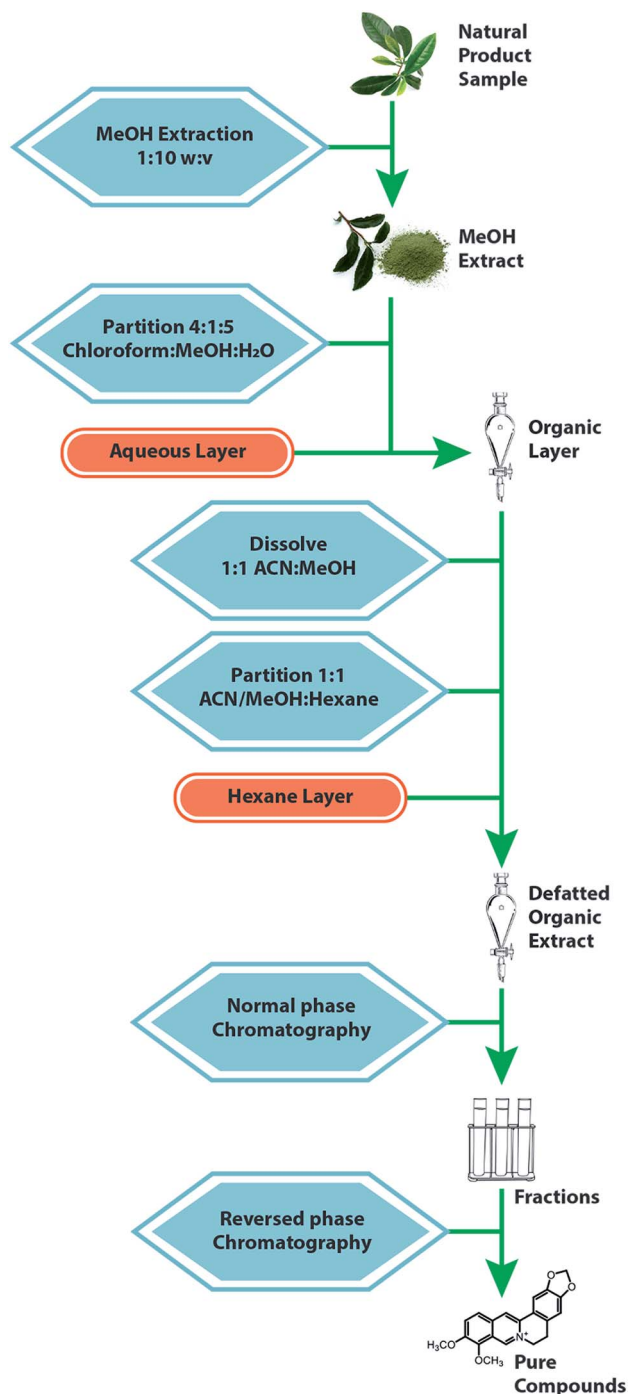 Natural
Product
Sample
MeOH Extraction
1:10 w:v
MeOH
Extract
Partition 4:1:5
Chloroform:MeOH:H₂O
Aqueous Layer
Organic
Layer
Dissolve
1:1 ACN:MeOH
Partition 1:1
ACN/MeOH:Hexane
Hexane Layer
Defatted
Organic
Extract
Normal phase
Chromatography
Fractions
Reversed phase
Chromatography
O
O
N+
H₃CO
OCH₃
Pure
Compounds